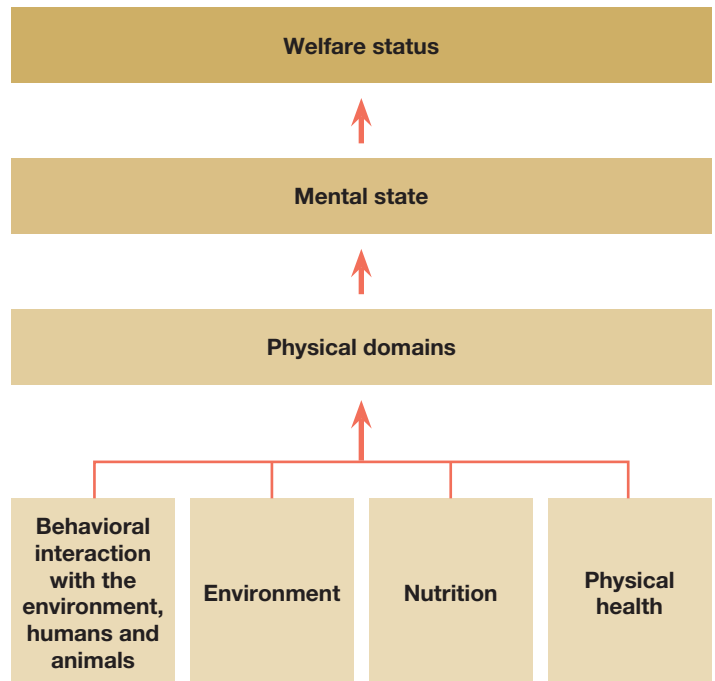 Welfare status
Mental state
Physical domains
Behavioral
interaction
with the
environment,
humans and
animals
Environment
Nutrition
Physical
health